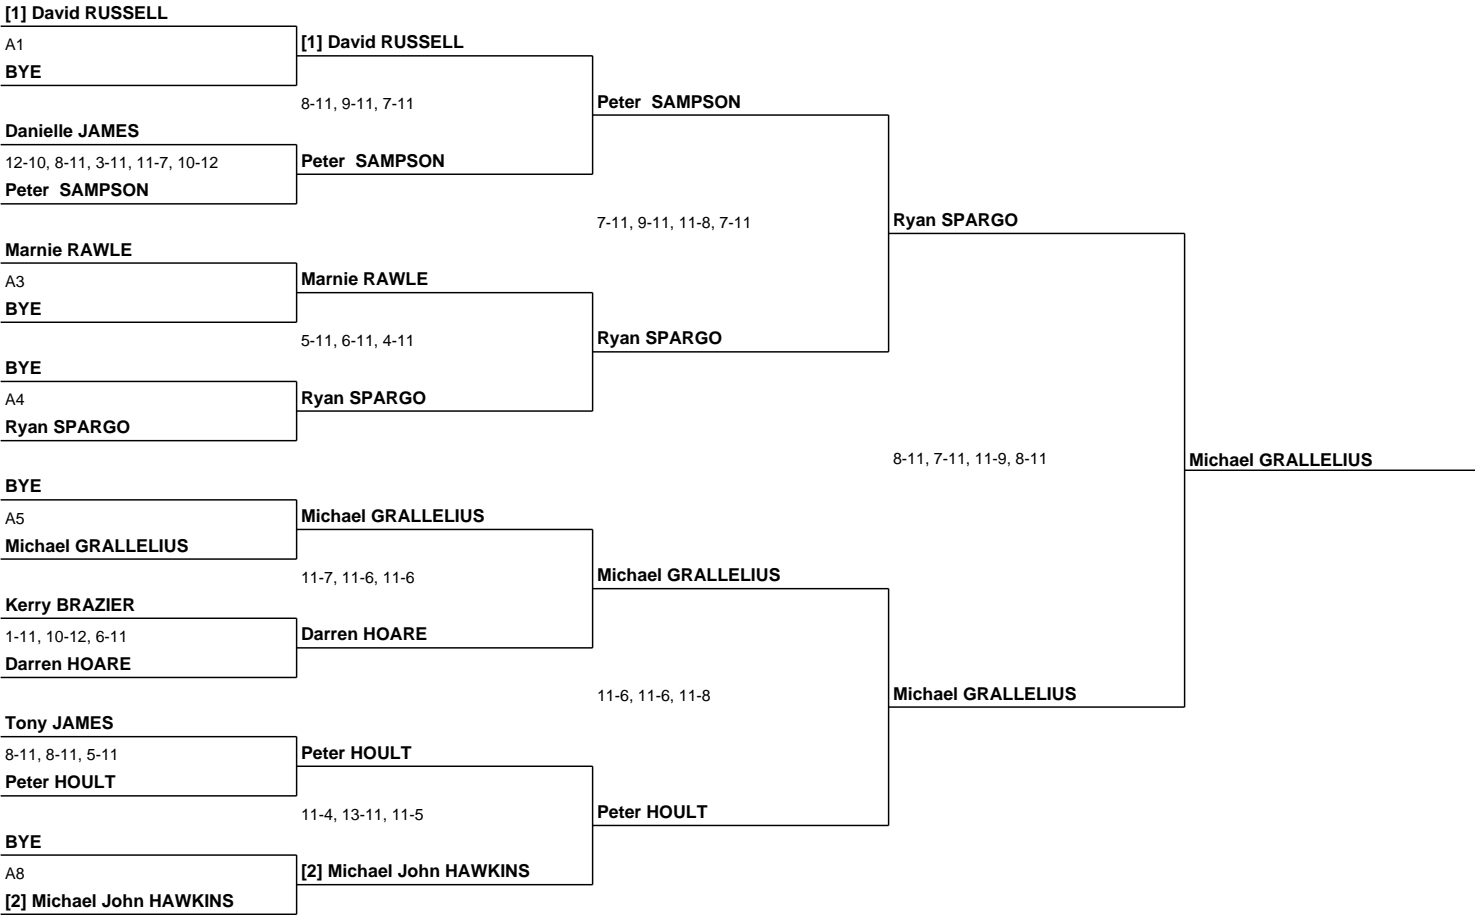 [1] David RUSSELL
A1
BYE
Danielle JAMES
12-10, 8-11, 3-11, 11-7, 10-12
Peter  SAMPSON
Marnie RAWLE
A3
BYE
BYE
A4
Ryan SPARGO
BYE
A5
Michael GRALLELIUS
Kerry BRAZIER
1-11, 10-12, 6-11
Darren HOARE
Tony JAMES
8-11, 8-11, 5-11
Peter HOULT
BYE
A8
[2] Michael John HAWKINS
[1] David RUSSELL
8-11, 9-11, 7-11
Peter  SAMPSON
Marnie RAWLE
5-11, 6-11, 4-11
Ryan SPARGO
Michael GRALLELIUS
11-7, 11-6, 11-6
Darren HOARE
Peter HOULT
11-4, 13-11, 11-5
[2] Michael John HAWKINS
Peter  SAMPSON
7-11, 9-11, 11-8, 7-11
Ryan SPARGO
Michael GRALLELIUS
11-6, 11-6, 11-8
Peter HOULT
Ryan SPARGO
8-11, 7-11, 11-9, 8-11
Michael GRALLELIUS
Michael GRALLELIUS